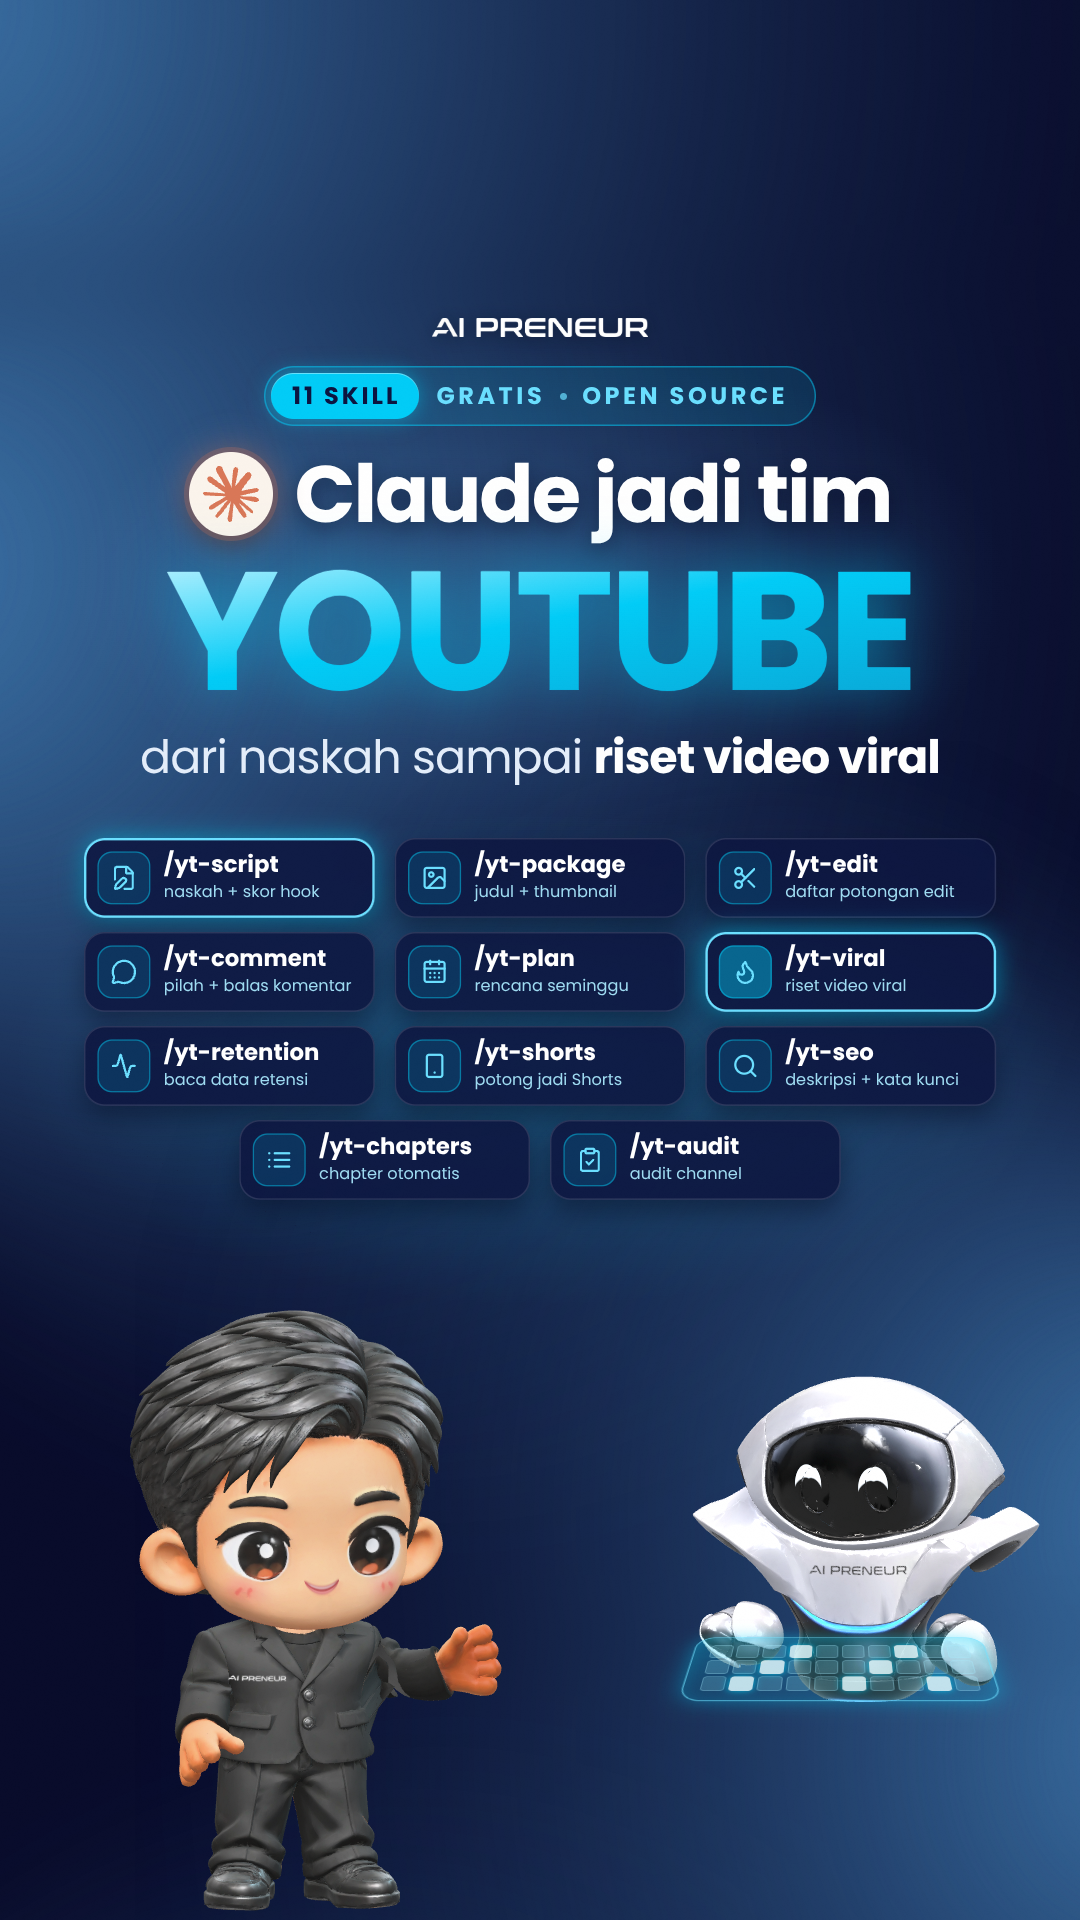 AI PRENEUR
11 SKILL GRATIS • OPEN SOURCE
Claude jadi tim
YOUTUBE
dari naskah sampai riset video viral
/yt-script
naskah + skor hook
/yt-package
judul + thumbnail
/yt-edit
daftar potongan edit
/yt-comment
pilah + balas komentar
/yt-plan
rencana seminggu
/yt-viral
riset video viral
/yt-retention
baca data retensi
/yt-shorts
potong jadi Shorts
/yt-seo
deskripsi + kata kunci
/yt-chapters
chapter otomatis
/yt-audit
audit channel
AI PRENEUR
AI PRENEUR